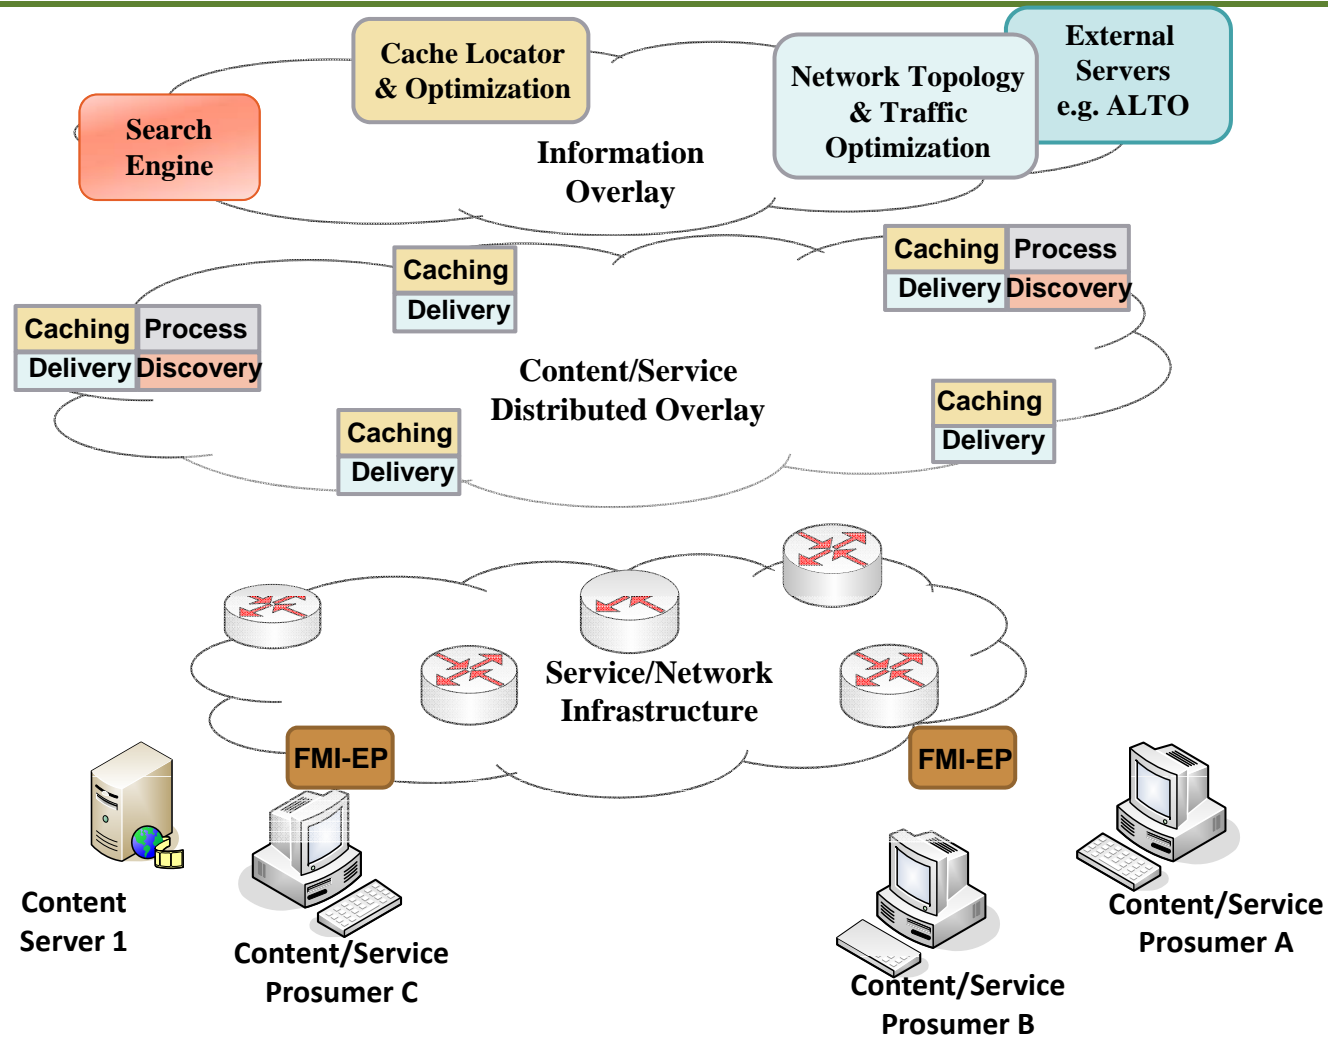 Cache Locator
& Optimization
External
Servers
e.g. ALTO
Network Topology
& Traffic
Optimization
Search
Engine
Information
Overlay
Caching
Delivery
Caching Process
Delivery Discovery
Caching Process
Delivery Discovery
Content/Service
Distributed Overlay
Caching
Delivery
Caching
Delivery
Service/Network
Infrastructure
FMI-EP
FMI-EP
Content
Server 1
Content/Service
Prosumer C
Content/Service
Prosumer B
Content/Service
Prosumer A